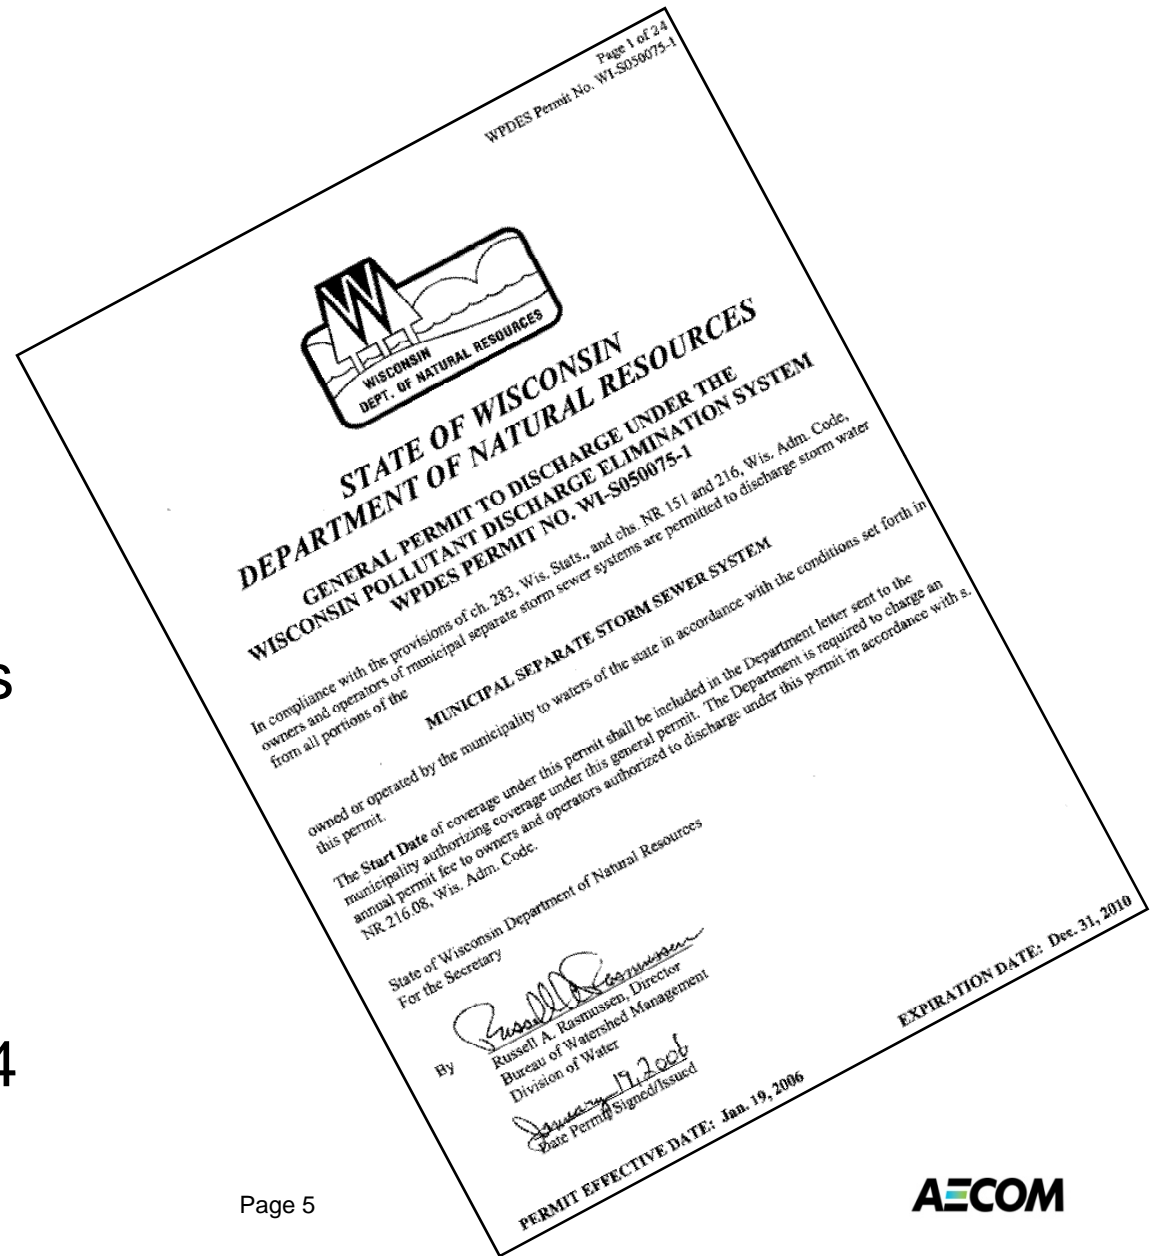 Page 1 of 24
WPDES Permit No. WI-S050075-1
W
WISCONSIN
DEPT. OF NATURAL RESOURCES
STATE OF WISCONSIN
DEPARTMENT OF NATURAL RESOURCES
GENERAL PERMIT TO DISCHARGE UNDER THE
WISCONSIN POLLUTANT DISCHARGE ELIMINATION SYSTEM
WPDES PERMIT NO. WI-S050075-1
In compliance with the provisions of ch. 283, Wis. Stats., and chs. NR 151 and 216, Wis. Adm. Code,
owners and operators of municipal separate storm sewer systems are permitted to discharge storm water
from all portions of the
MUNICIPAL SEPARATE STORM SEWER SYSTEM
owned or operated by the municipality to waters of the state in accordance with the conditions set forth in
this permit.
The Start Date of coverage under this permit shall be included in the Department letter sent to the
municipality authorizing coverage under this general permit. The Department is required to charge an
annual permit fee to owners and operators authorized to discharge under this permit in accordance with s.
NR 216.08, Wis. Adm. Code.
State of Wisconsin Department of Natural Resources
For the Secretary
By Russell A Rasmussen
Russell A. Rasmussen, Director
Bureau of Watershed Management
Division of Water
January 19, 2006
Date Permit Signed/Issued
PERMIT EFFECTIVE DATE: Jan. 19, 2006 EXPIRATION DATE: Dec. 31, 2010
s
4
Page 5
AECOM